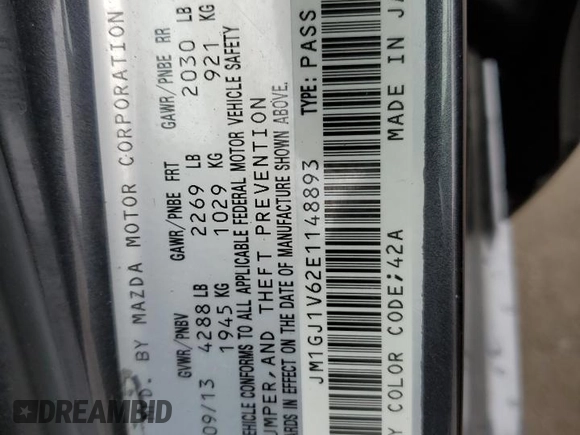 D. BY MAZDA MOTOR CORPORATION
GVWR/PNBV GAWR/PNBE FRT GAWR/PNBE RR
09/13 4288 LB 2269 LB 2030 LB
1945 KG 1029 KG 921 KG
VEHICLE CONFORMS TO ALL APPLICABLE FEDERAL MOTOR VEHICLE SAFETY
UMPER, AND THEFT PREVENTION
ARDS IN EFFECT ON THE DATE OF MANUFACTURE SHOWN ABOVE.
JM1GJ1V62E1148893 TYPE: PASS
Y COLOR CODE;42A MADE IN JA
DREAMBID